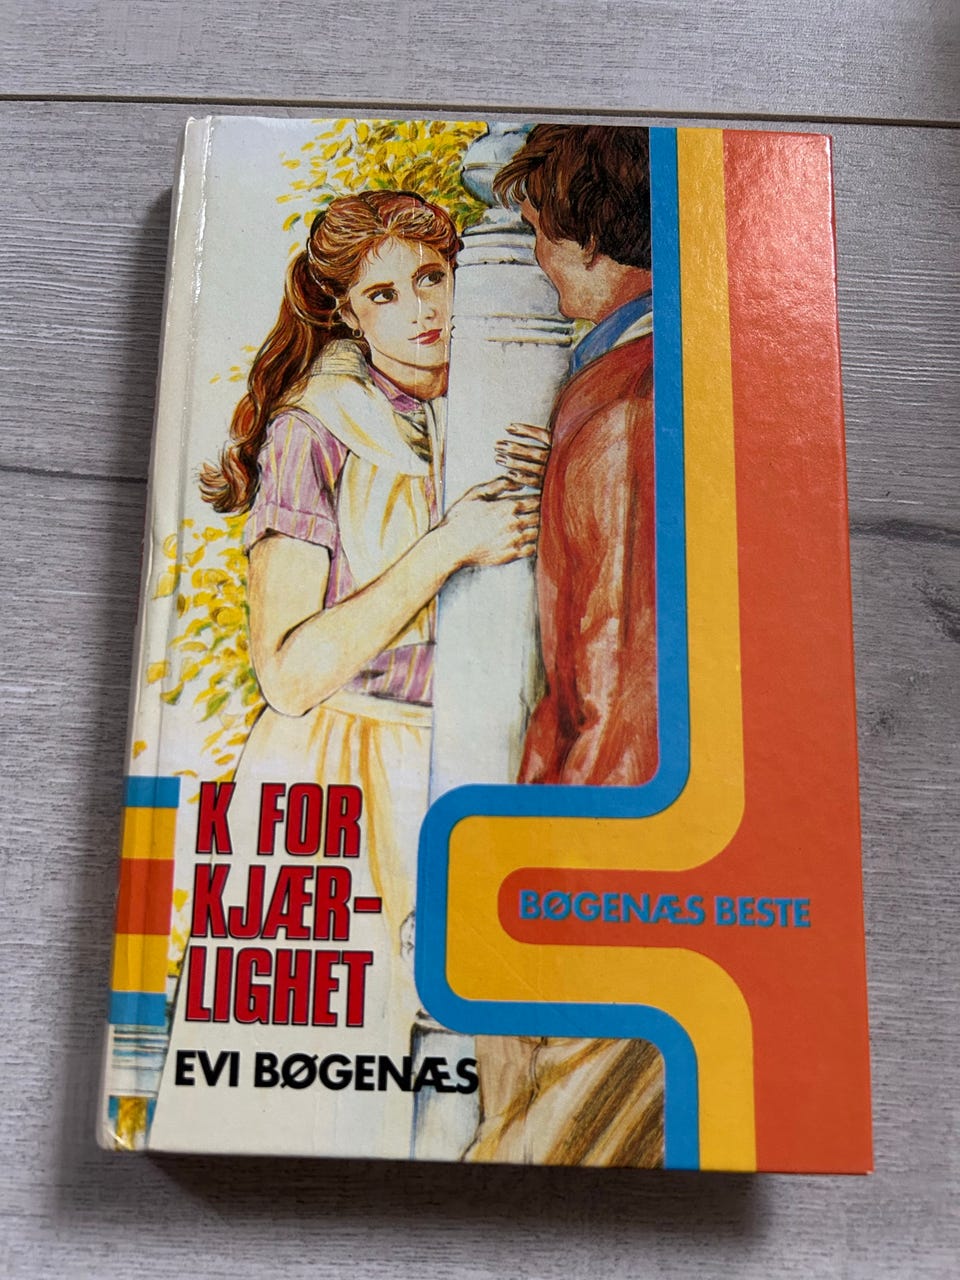 K FOR
KJÆR-
LIGHET
EVI BØGENÆS
BØGENÆS BESTE